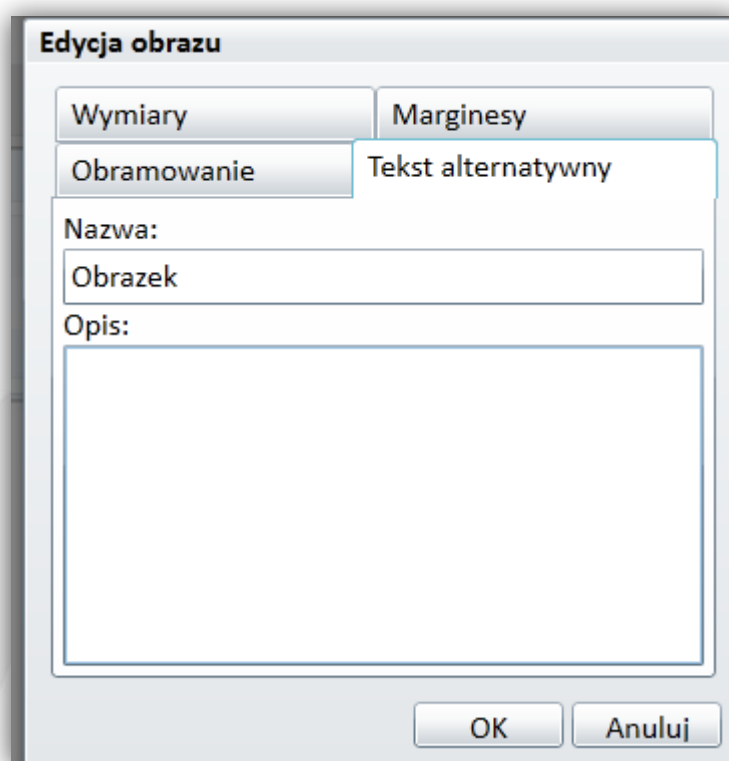 Edycja obrazu
Wymiary Marginesy
Obramowanie Tekst alternatywny
Nazwa:
Obrazek
Opis:
OK Anuluj